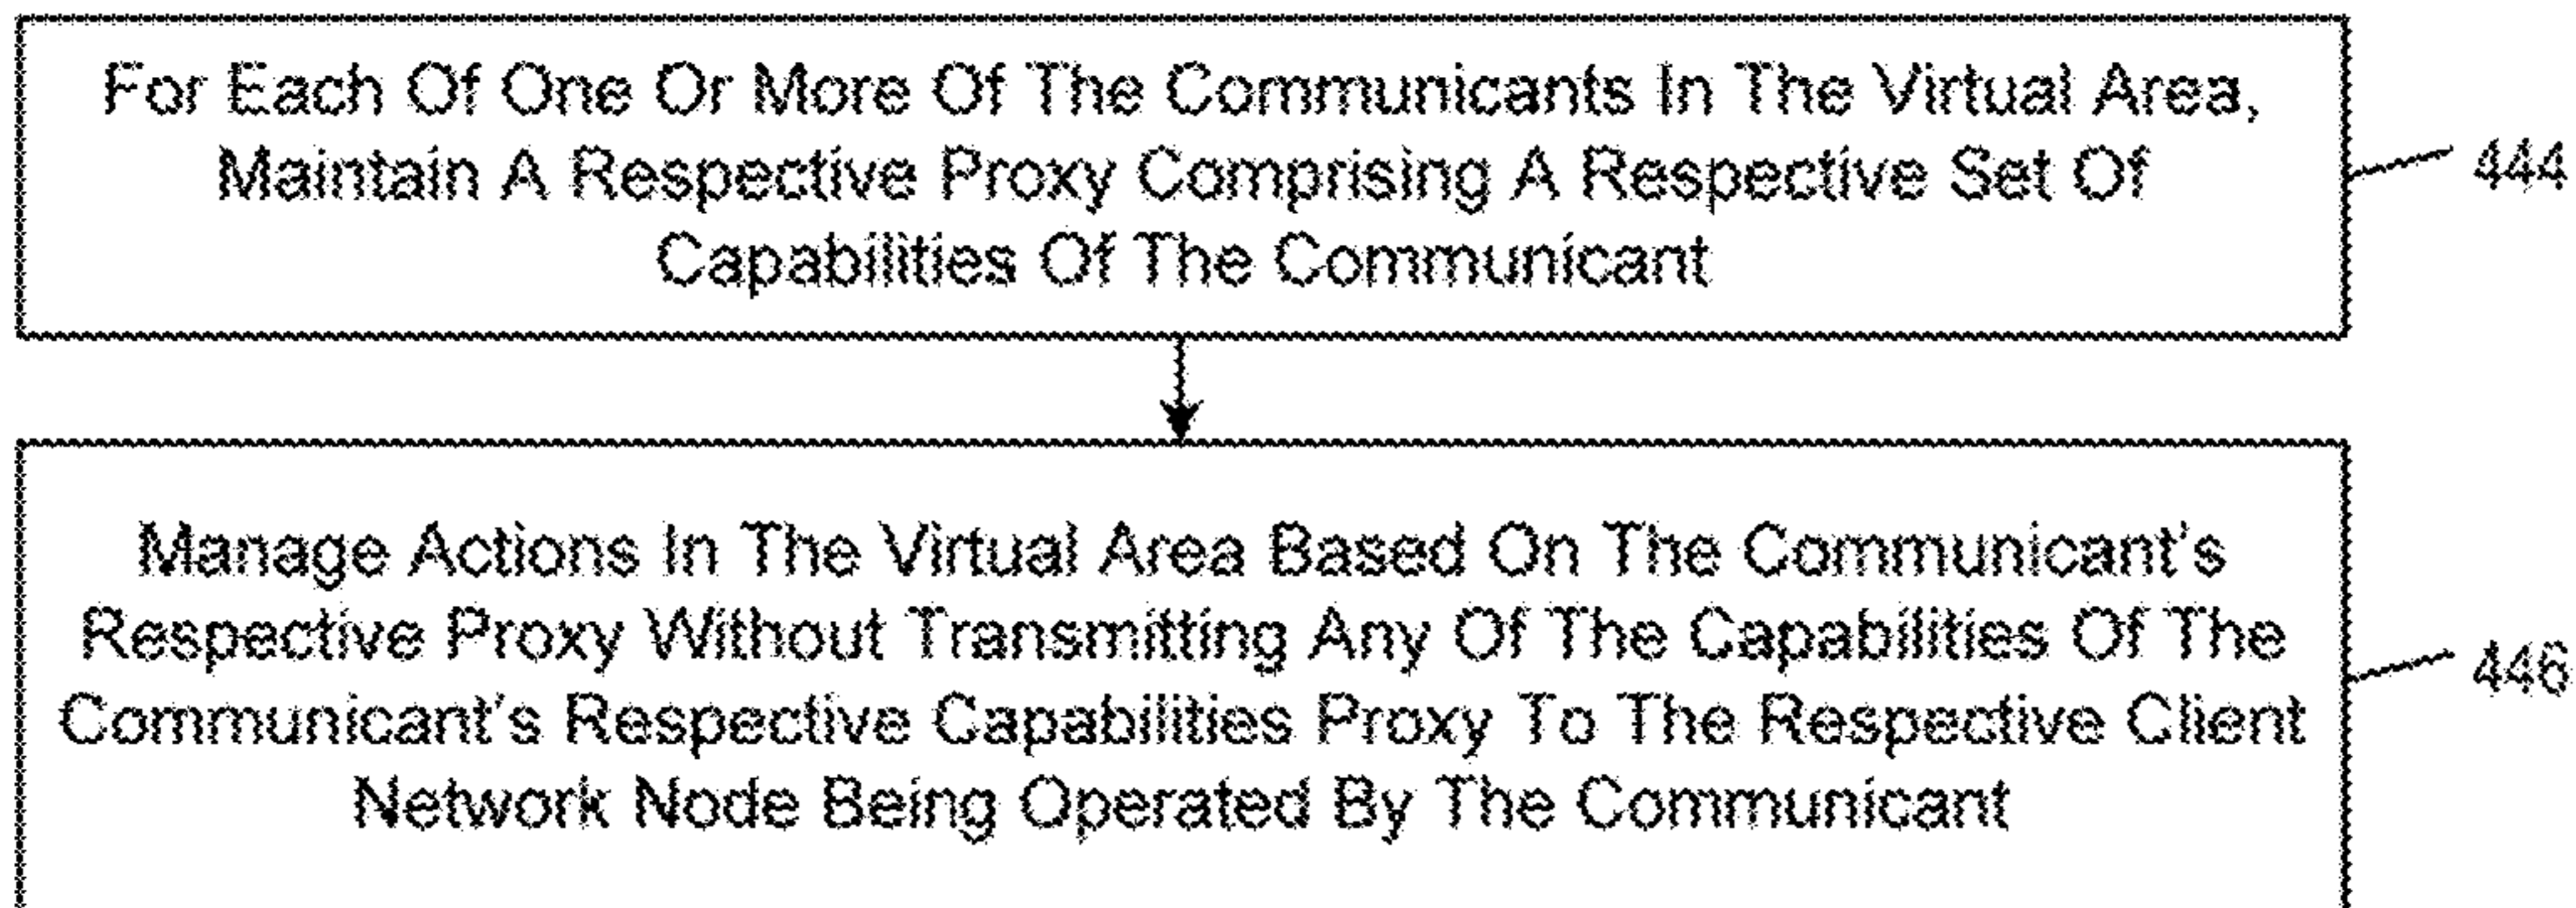 For Each Of One Or More Of The Communicants In The Virtual Area,
Maintain A Respective Proxy Comprising A Respective Set Of
Capabilities Of The Communicant
444
Manage Actions In The Virtual Area Based On The Communicant's
Respective Proxy Without Transmitting Any Of The Capabilities Of The
Communicant's Respective Capabilities Proxy To The Respective Client
Network Node Being Operated By The Communicant
446